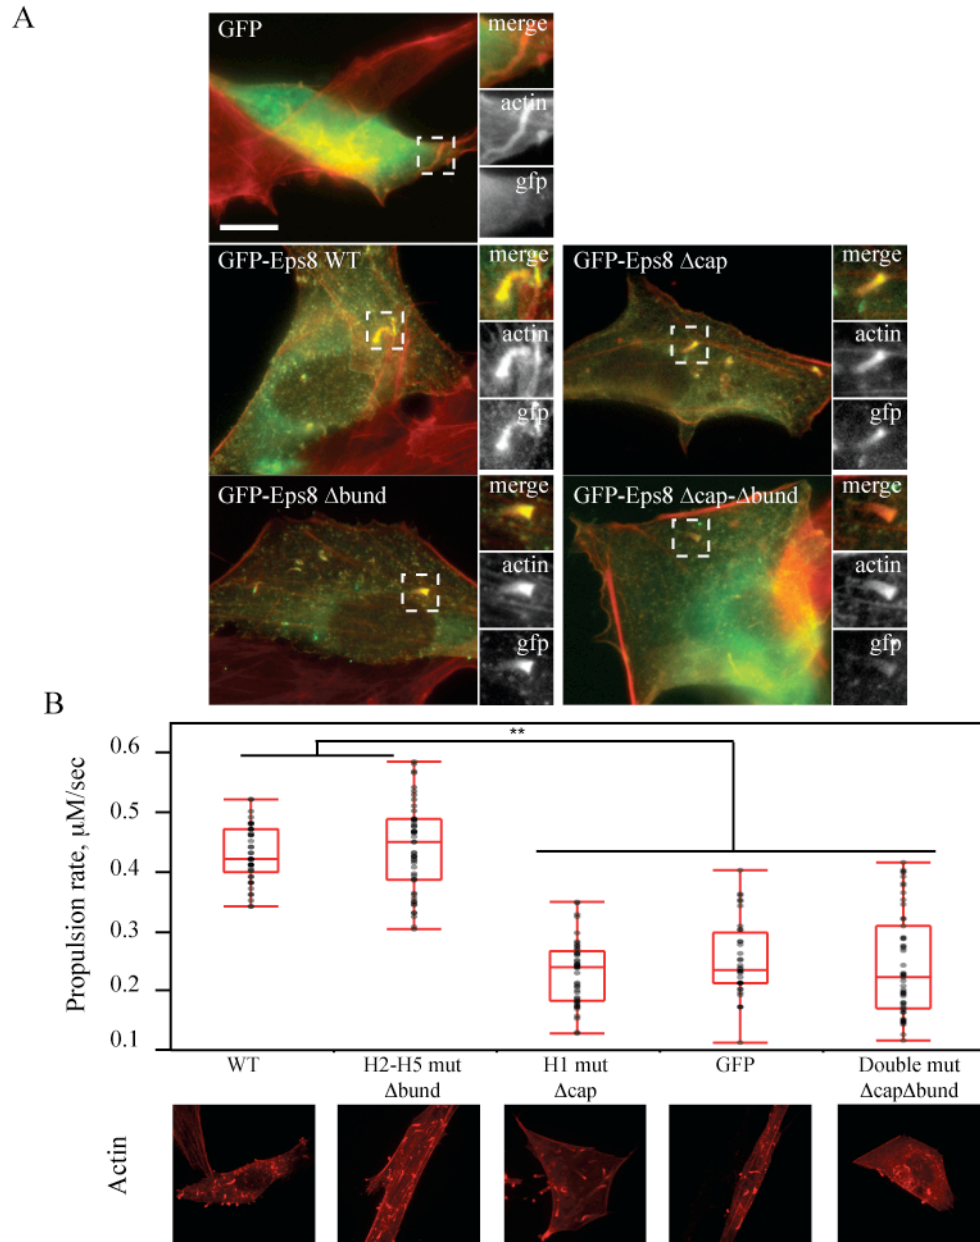 A
GFP
merge
actin
gfp
GFP-Eps8 WT
merge
actin
gfp
GFP-Eps8 Δcap
merge
actin
gfp
GFP-Eps8 Δbund
merge
actin
gfp
GFP-Eps8 Δcap-Δbund
merge
actin
gfp
B
**
Propulsion rate, μM/sec
0.6
0.5
0.4
0.3
0.2
0.1
WT
H2-H5 mut
Δbund
H1 mut
Δcap
GFP
Double mut
ΔcapΔbund
Actin